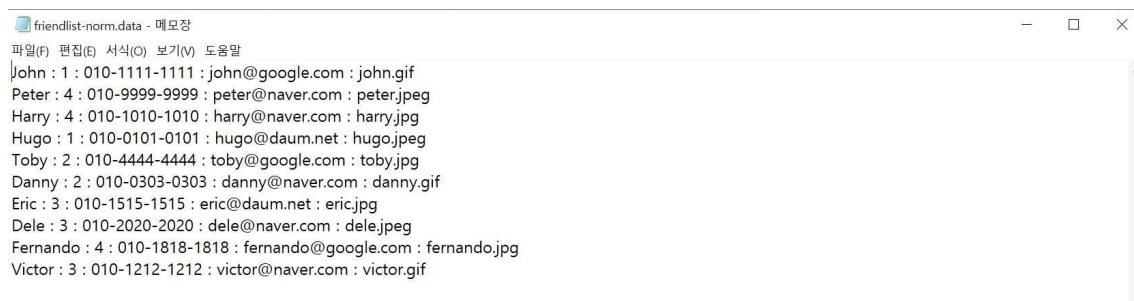 friendlist-norm.data - 메모장
파일(F) 편집(E) 서식(O) 보기(V) 도움말
John : 1 : 010-1111-1111 : john@google.com : john.gif
Peter : 4 : 010-9999-9999 : peter@naver.com : peter.jpeg
Harry : 4 : 010-1010-1010 : harry@naver.com : harry.jpg
Hugo : 1 : 010-0101-0101 : hugo@daum.net : hugo.jpeg
Toby : 2 : 010-4444-4444 : toby@google.com : toby.jpg
Danny : 2 : 010-0303-0303 : danny@naver.com : danny.gif
Eric : 3 : 010-1515-1515 : eric@daum.net : eric.jpg
Dele : 3 : 010-2020-2020 : dele@naver.com : dele.jpeg
Fernando : 4 : 010-1818-1818 : fernando@google.com : fernando.jpg
Victor : 3 : 010-1212-1212 : victor@naver.com : victor.gif